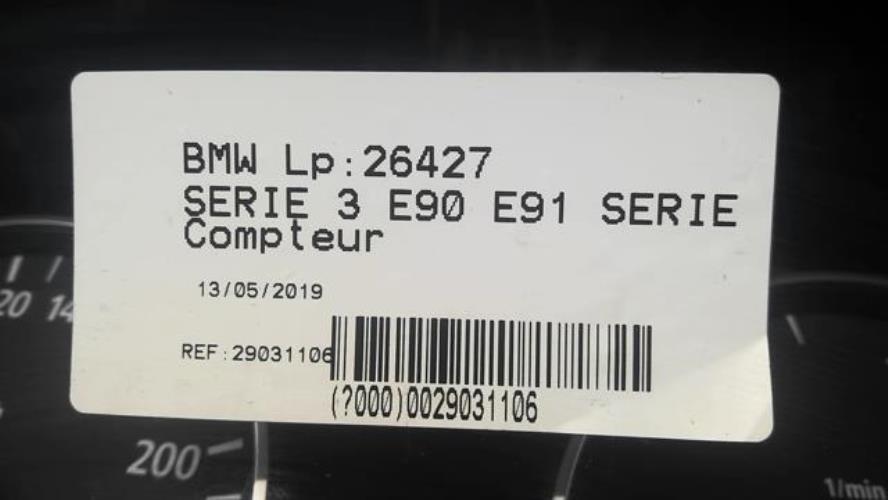 BMW Lp:26427
SERIE 3 E90 E91 SERIE
Compteur
13/05/2019
REF:29031106
(?000)0029031106
20 14
200
1/min